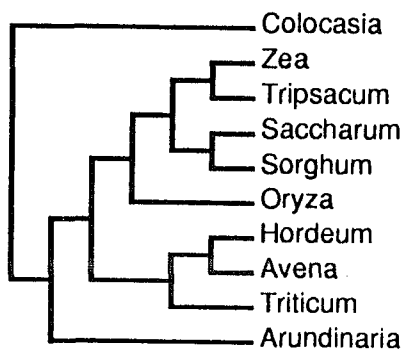 Colocasia
Zea
Tripsacum
Saccharum
Sorghum
Oryza
Hordeum
Avena
Triticum
Arundinaria